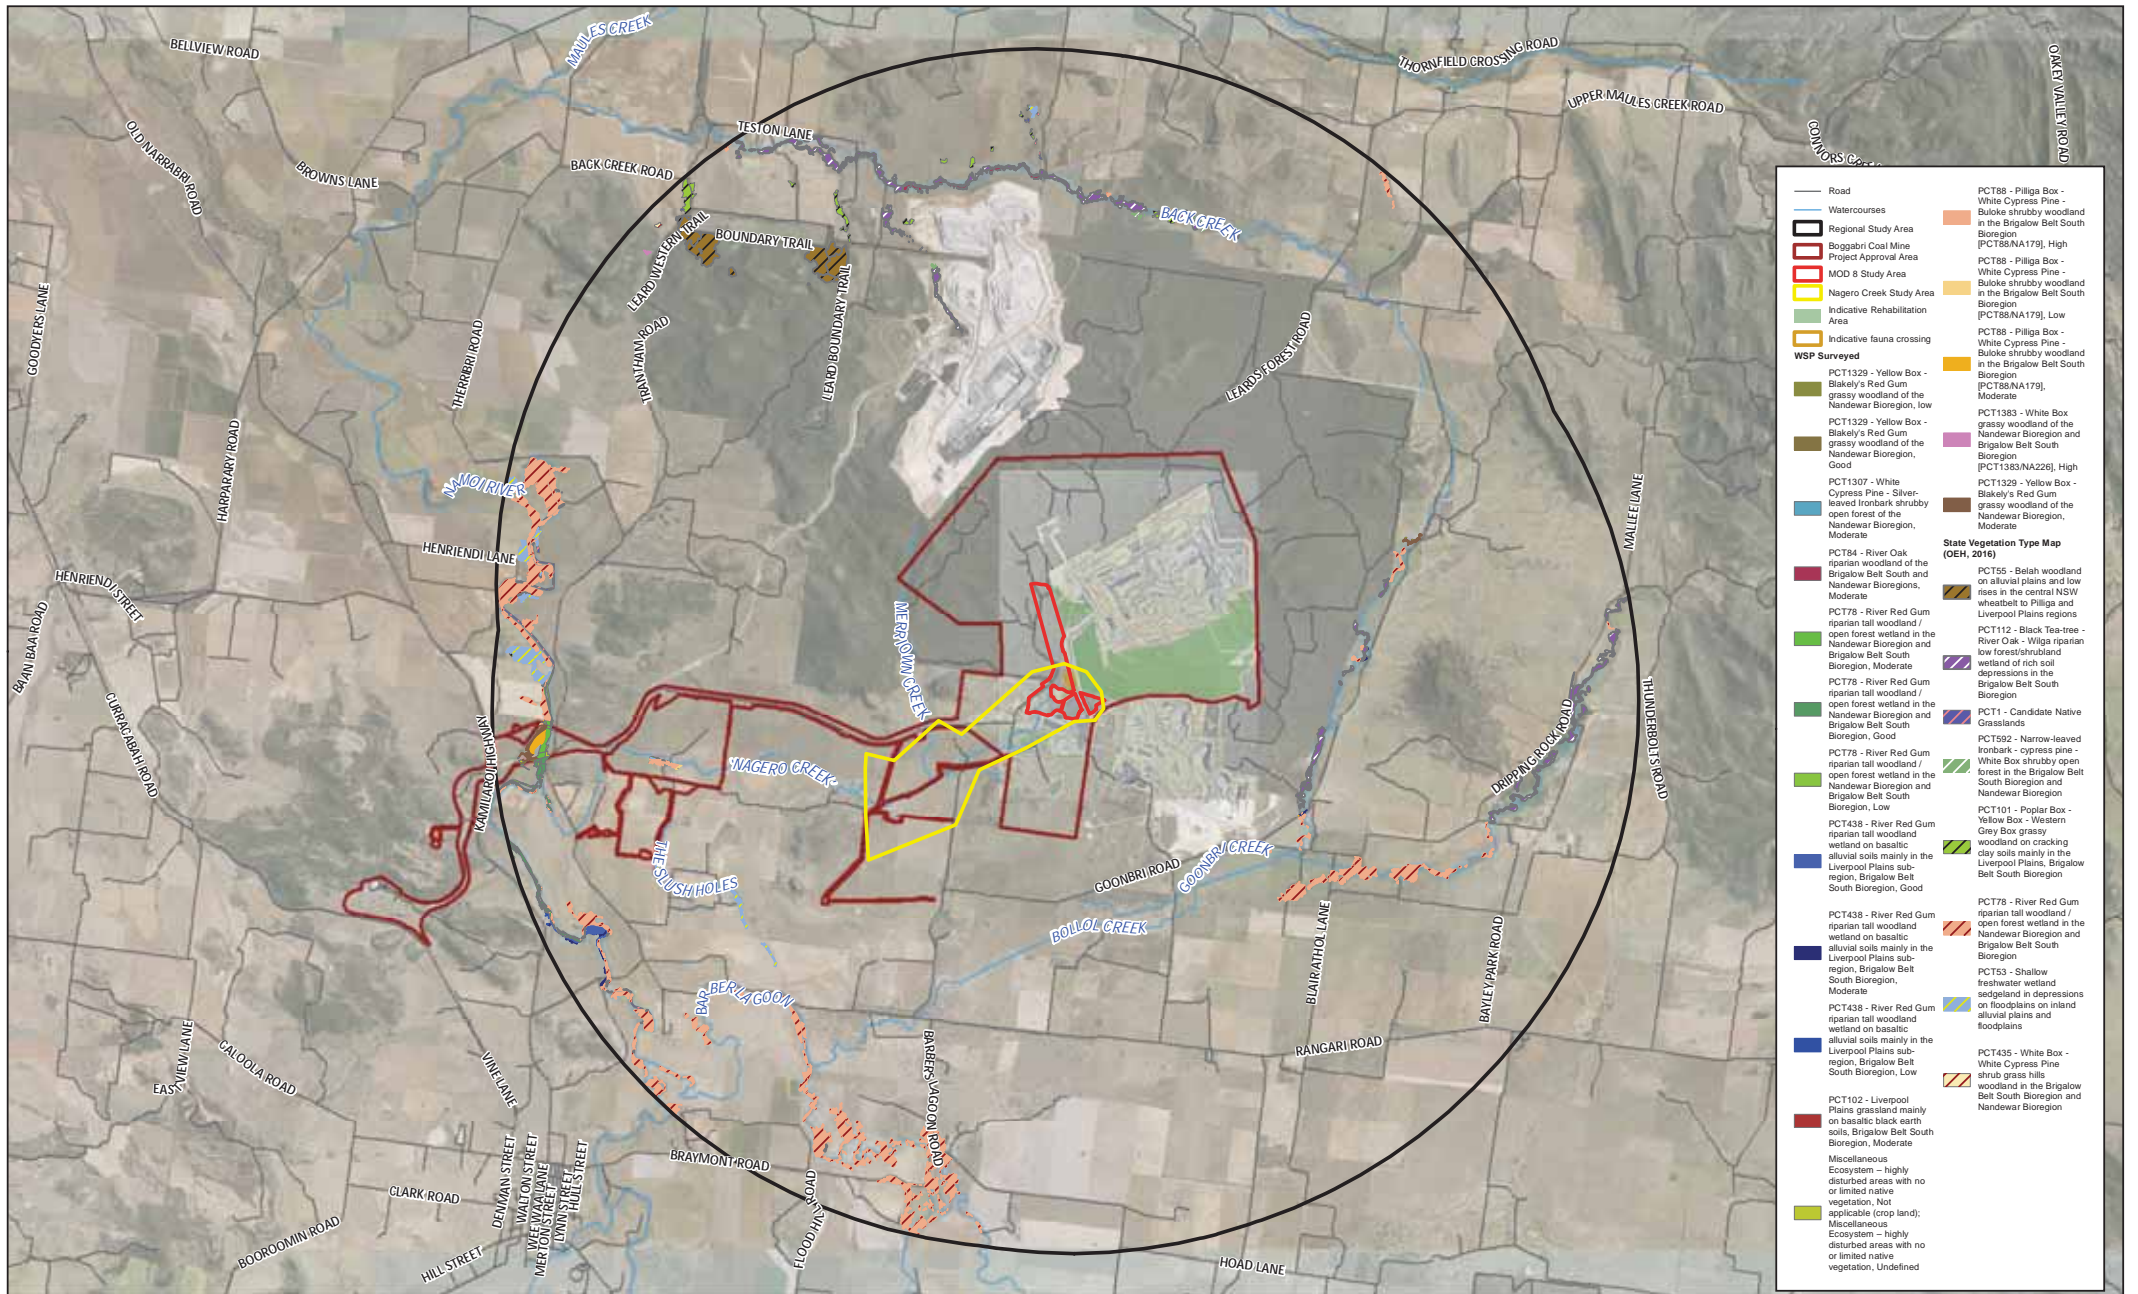 BELLVIEW ROAD
MAULES CREEK
THORNFIELD CROSSING ROAD
OAKEY VALLEY ROAD
UPPER MAULES CREEK ROAD
OLD NARRABRI ROAD
TESTON LANE
BROWNS LANE
BACK CREEK ROAD
BACK CREEK
LEARD WESTERN TRAIL
BOUNDARY TRAIL
GOODYERS LANE
THERRIBRI ROAD
TRANTHAM ROAD
LEARD BOUNDARY TRAIL
LEARDS FOREST ROAD
HARPARARY ROAD
NAMOI RIVER
MALLEE LANE
HENRIENDI LANE
HENRIENDI STREET
BAAN BAA ROAD
MERRIOWN CREEK
CURRACABAH ROAD
KAMILAROI HIGHWAY
'NAGERO CREEK'
THUNDERBOLTS ROAD
DRIPPING ROCK ROAD
THE SLUSH HOLES
GOONBRI ROAD
GOONBRI CREEK
BOLLOL CREEK
BLAIR ATHOL LANE
BAYLEY PARK ROAD
BARBER LAGOON
BARBERS LAGOON ROAD
RANGARI ROAD
EAST VIEW LANE
CALOOLA ROAD
VINE LANE
BRAYMONT ROAD
CLARK ROAD
DENMAN STREET
WALTON STREET
WEE WAA LANE
MERTON STREET
LYNN STREET
HULL STREET
BOOROOMIN ROAD
HILL STREET
FLOOD HILL ROAD
HOAD LANE
Road
Watercourses
Regional Study Area
Boggabri Coal Mine
Project Approval Area
MOD 8 Study Area
Nagero Creek Study Area
Indicative Rehabilitation
Area
Indicative fauna crossing
WSP Surveyed
PCT1329 - Yellow Box -
Blakely's Red Gum
grassy woodland of the
Nandewar Bioregion, low
PCT1329 - Yellow Box -
Blakely's Red Gum
grassy woodland of the
Nandewar Bioregion,
Good
PCT1307 - White
Cypress Pine - Silver-
leaved Ironbark shrubby
open forest of the
Nandewar Bioregion,
Moderate
PCT84 - River Oak
riparian woodland of the
Brigalow Belt South and
Nandewar Bioregions,
Moderate
PCT78 - River Red Gum
riparian tall woodland /
open forest wetland in the
Nandewar Bioregion and
Brigalow Belt South
Bioregion, Moderate
PCT78 - River Red Gum
riparian tall woodland /
open forest wetland in the
Nandewar Bioregion and
Brigalow Belt South
Bioregion, Good
PCT78 - River Red Gum
riparian tall woodland /
open forest wetland in the
Nandewar Bioregion and
Brigalow Belt South
Bioregion, Low
PCT438 - River Red Gum
riparian tall woodland
wetland on basaltic
alluvial soils mainly in the
Liverpool Plains sub-
region, Brigalow Belt
South Bioregion, Good
PCT438 - River Red Gum
riparian tall woodland
wetland on basaltic
alluvial soils mainly in the
Liverpool Plains sub-
region, Brigalow Belt
South Bioregion,
Moderate
PCT438 - River Red Gum
riparian tall woodland
wetland on basaltic
alluvial soils mainly in the
Liverpool Plains sub-
region, Brigalow Belt
South Bioregion, Low
PCT102 - Liverpool
Plains grassland mainly
on basaltic black earth
soils, Brigalow Belt South
Bioregion, Moderate
Miscellaneous
Ecosystem – highly
disturbed areas with no
or limited native
vegetation, Not
applicable (crop land);
Miscellaneous
Ecosystem – highly
disturbed areas with no
or limited native
vegetation, Undefined
PCT88 - Pilliga Box -
White Cypress Pine -
Buloke shrubby woodland
in the Brigalow Belt South
Bioregion
[PCT88/NA179], High
PCT88 - Pilliga Box -
White Cypress Pine -
Buloke shrubby woodland
in the Brigalow Belt South
Bioregion
[PCT88/NA179], Low
PCT88 - Pilliga Box -
White Cypress Pine -
Buloke shrubby woodland
in the Brigalow Belt South
Bioregion
[PCT88/NA179],
Moderate
PCT1383 - White Box
grassy woodland of the
Nandewar Bioregion and
Brigalow Belt South
Bioregion
[PCT1383/NA226], High
PCT1329 - Yellow Box -
Blakely's Red Gum
grassy woodland of the
Nandewar Bioregion,
Moderate
State Vegetation Type Map
(OEH, 2016)
PCT55 - Belah woodland
on alluvial plains and low
rises in the central NSW
wheatbelt to Pilliga and
Liverpool Plains regions
PCT112 - Black Tea-tree -
River Oak - Wilga riparian
low forest/shrubland
wetland of rich soil
depressions in the
Brigalow Belt South
Bioregion
PCT1 - Candidate Native
Grasslands
PCT592 - Narrow-leaved
Ironbark - cypress pine -
White Box shrubby open
forest in the Brigalow Belt
South Bioregion and
Nandewar Bioregion
PCT101 - Poplar Box -
Yellow Box - Western
Grey Box grassy
woodland on cracking
clay soils mainly in the
Liverpool Plains, Brigalow
Belt South Bioregion
PCT78 - River Red Gum
riparian tall woodland /
open forest wetland in the
Nandewar Bioregion and
Brigalow Belt South
Bioregion
PCT53 - Shallow
freshwater wetland
sedgeland in depressions
on floodplains on inland
alluvial plains and
floodplains
PCT435 - White Box -
White Cypress Pine
shrub grass hills
woodland in the Brigalow
Belt South Bioregion and
Nandewar Bioregion